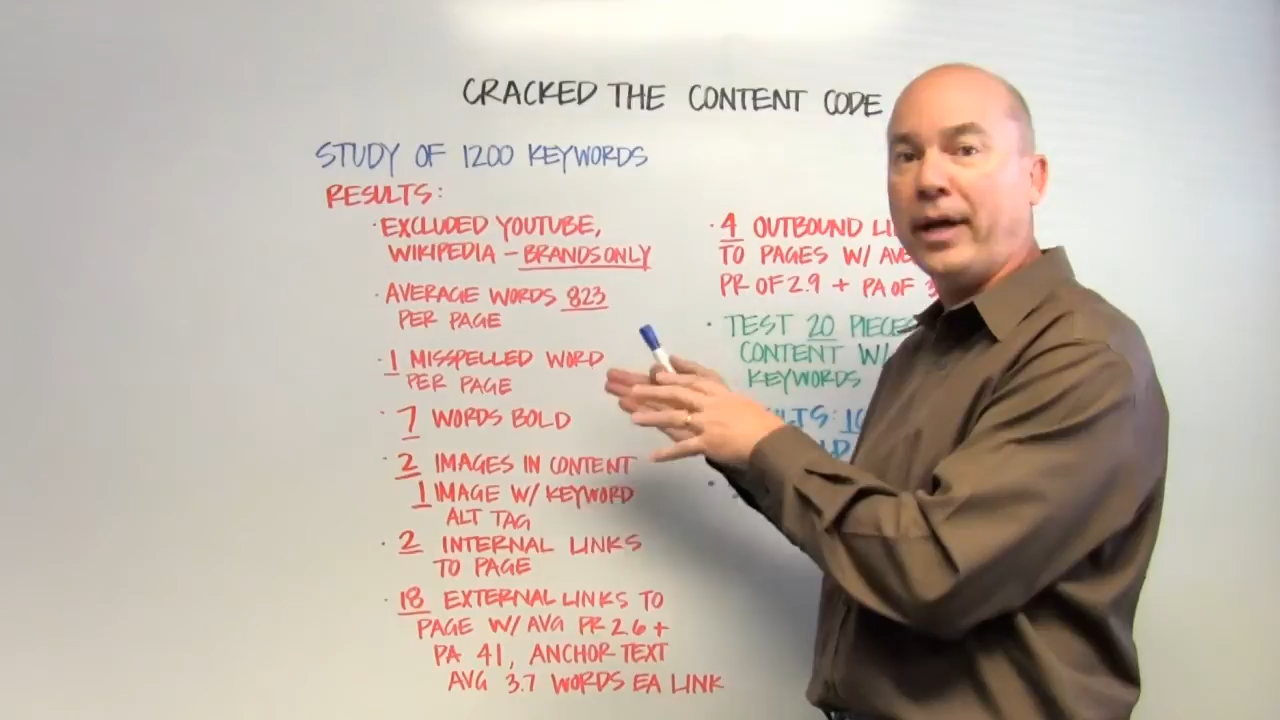 CRACKED THE CONTENT CODE
STUDY OF 1200 KEYWORDS
RESULTS:
· EXCLUDED YOUTUBE,
WIKIPEDIA - BRANDS ONLY
· AVERAGE WORDS 823
PER PAGE
· 1 MISSPELLED WORD
PER PAGE
· 7 WORDS BOLD
· 2 IMAGES IN CONTENT
1 IMAGE W/ KEYWORD
ALT TAG
· 2 INTERNAL LINKS
TO PAGE
· 18 EXTERNAL LINKS TO
PAGE W/ AVG PR 2.6 +
PA 41, ANCHOR TEXT
AVG 3.7 WORDS EA LINK
· 4 OUTBOUND
TO PAGES W/
PR OF 2.9 + PA OF
· TEST 20
CONTENT W/
KEYWORDS